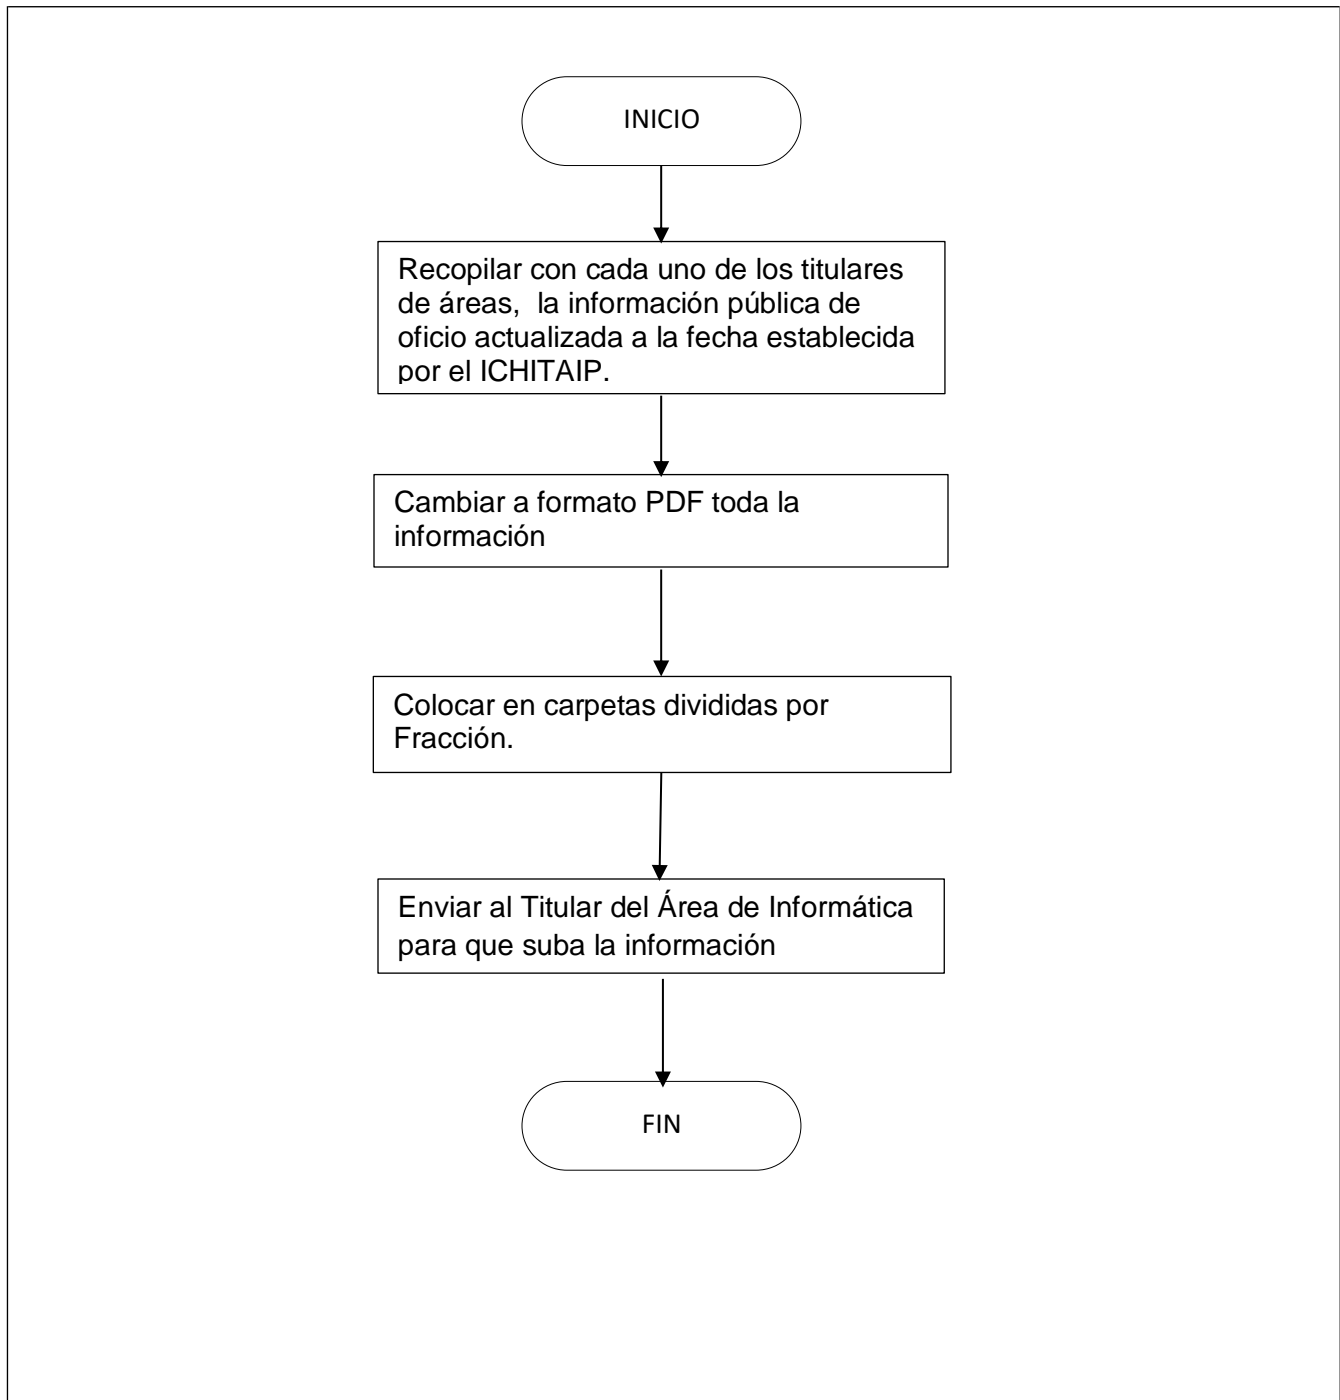 INICIO
Recopilar con cada uno de los titulares
de áreas,  la información pública de
oficio actualizada a la fecha establecida
por el ICHITAIP.
Cambiar a formato PDF toda la
información
Colocar en carpetas divididas por
Fracción.
Enviar al Titular del Área de Informática
para que suba la información
FIN